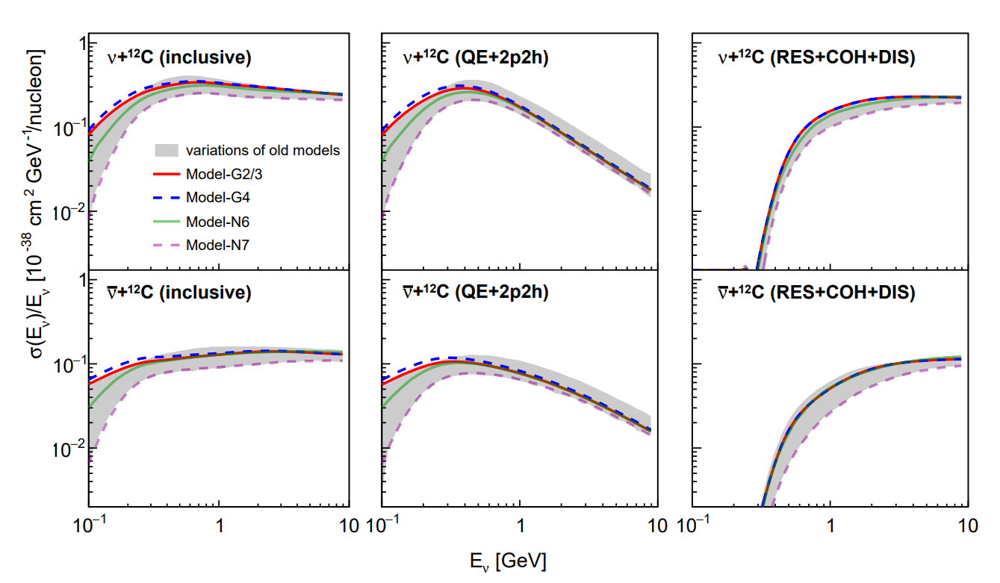 σ(Eν)/Eν [10⁻³⁸ cm² GeV⁻¹/nucleon]
ν+¹²C (inclusive)
ν+¹²C (QE+2p2h)
ν+¹²C (RES+COH+DIS)
1
10⁻¹
10⁻²
variations of old models
Model-G2/3
Model-G4
Model-N6
Model-N7
ν̅+¹²C (inclusive)
ν̅+¹²C (QE+2p2h)
ν̅+¹²C (RES+COH+DIS)
1
10⁻¹
10⁻²
10⁻¹ 1 10 10⁻¹ 1 10 10⁻¹ 1 10
Eν [GeV]